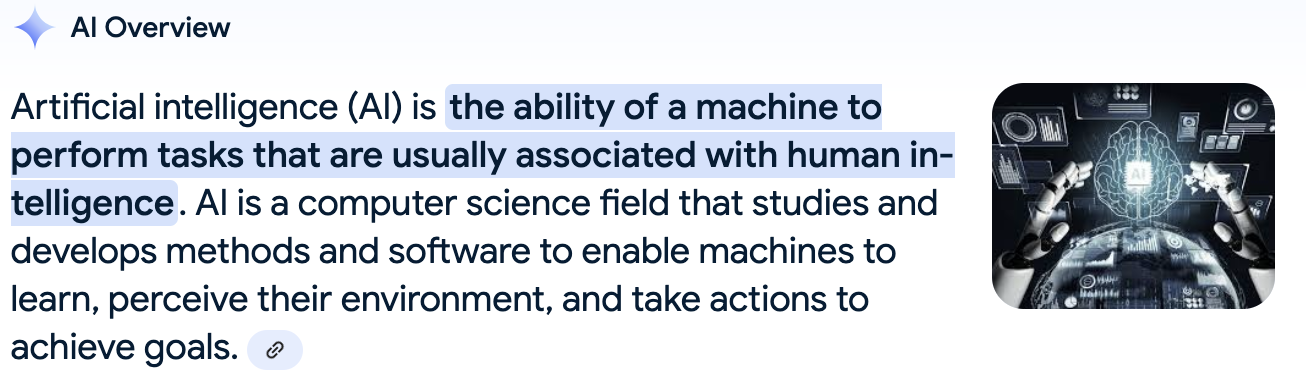 AI Overview
Artificial intelligence (AI) is the ability of a machine to
perform tasks that are usually associated with human in-
telligence. AI is a computer science field that studies and
develops methods and software to enable machines to
learn, perceive their environment, and take actions to
achieve goals.
AI